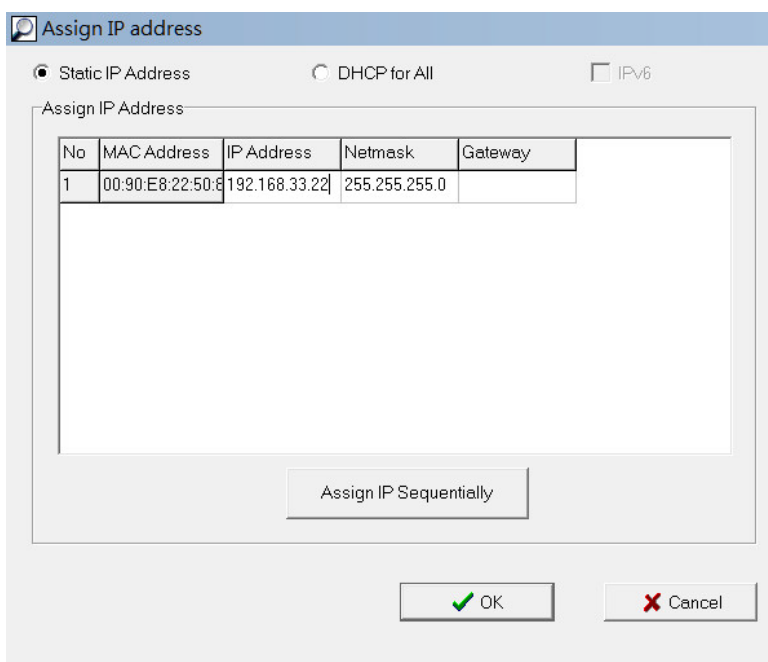 Assign IP address
Static IP Address DHCP for All IPv6
Assign IP Address
No MAC Address IP Address Netmask Gateway
1 00:90:E8:22:50: 192.168.33.22 255.255.255.0
Assign IP Sequentially
OK Cancel